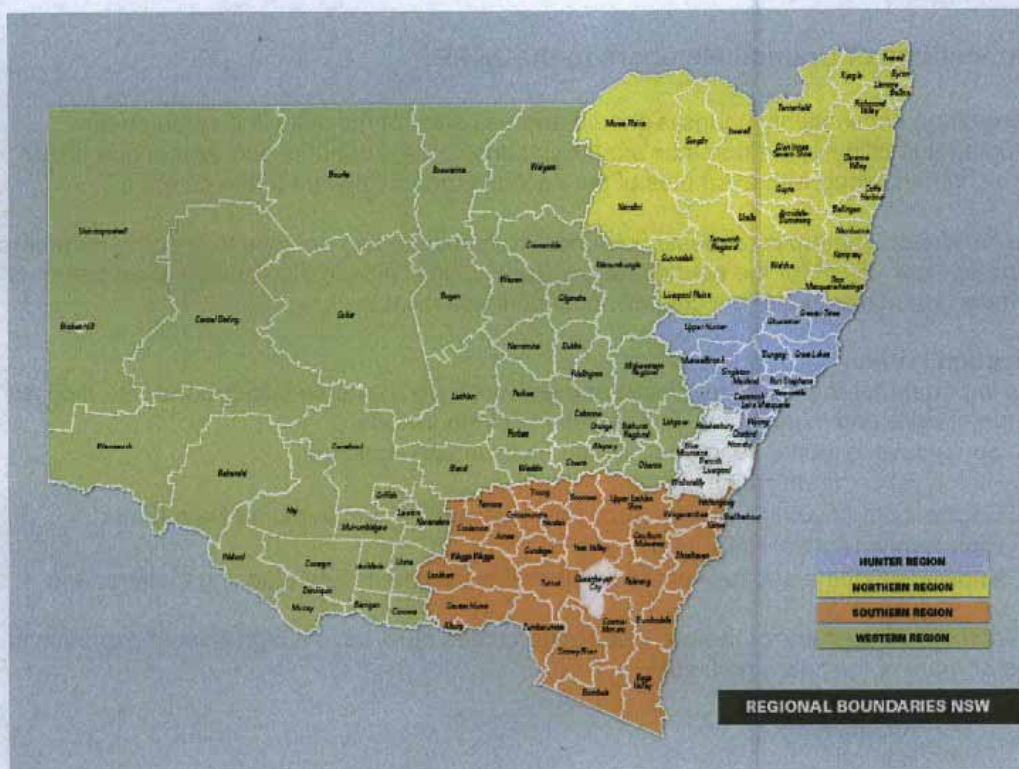 Tweed
Kyogle
Byron
Lismore
Ballina
Richmond
Valley
Tenterfield
Moree Plains
Inverell
Gwydir
Glen Innes
Severn Shire
Clarence
Valley
Coffs
Harbour
Guyra
Bellingen
Narrabri
Uralla
Armidale-
Dumaresq
Nambucca
Tamworth
Regional
Kempsey
Gunnedah
Walcha
Port
Macquarie-Hastings
Liverpool Plains
Bourke
Brewarrina
Walgett
Unincorporated
Coonamble
Warrumbungle
Bogan
Warren
Gilgandra
Cobar
Central Darling
Broken Hill
Narromine
Dubbo
Wellington
Mid-Western
Regional
Lachlan
Parkes
Cabonne
Orange
Bathurst
Regional
Lithgow
Forbes
Blayney
Wentworth
Carrathool
Bland
Weddin
Cowra
Oberon
Balranald
Hay
Griffith
Leeton
Narrandera
Murrumbidgee
Wakool
Conargo
Jerilderie
Urana
Deniliquin
Murray
Berrigan
Corowa
Upper Hunter
Gloucester
Greater Taree
Muswellbrook
Dungog
Great Lakes
Singleton
Maitland
Port Stephens
Cessnock
Newcastle
Lake Macquarie
Hawkesbury
Wyong
Gosford
Hornsby
Blue
Mountains
Penrith
Liverpool
Wollondilly
Wollongong
Wingecarribee
Shellharbour
Kiama
Temora
Young
Boorowa
Upper Lachlan
Shire
Cootamundra
Harden
Coolamon
Junee
Goulburn
Mulwaree
Wagga Wagga
Gundagai
Yass Valley
Shoalhaven
Lockhart
Tumut
Queanbeyan
City
Palerang
Greater Hume
Albury
Tumbarumba
Cooma-
Monaro
Eurobodalla
Snowy River
Bombala
Bega
Valley
HUNTER REGION
NORTHERN REGION
SOUTHERN REGION
WESTERN REGION
REGIONAL BOUNDARIES NSW